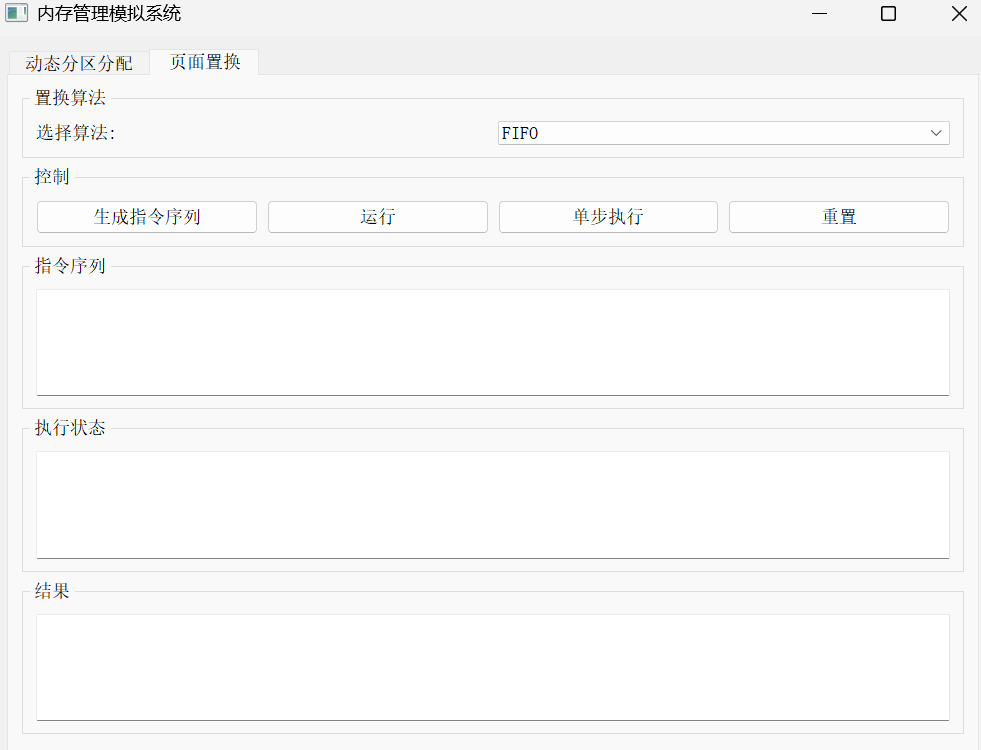 内存管理模拟系统
动态分区分配 页面置换
置换算法
选择算法: FIFO
控制
生成指令序列 运行 单步执行 重置
指令序列
执行状态
结果